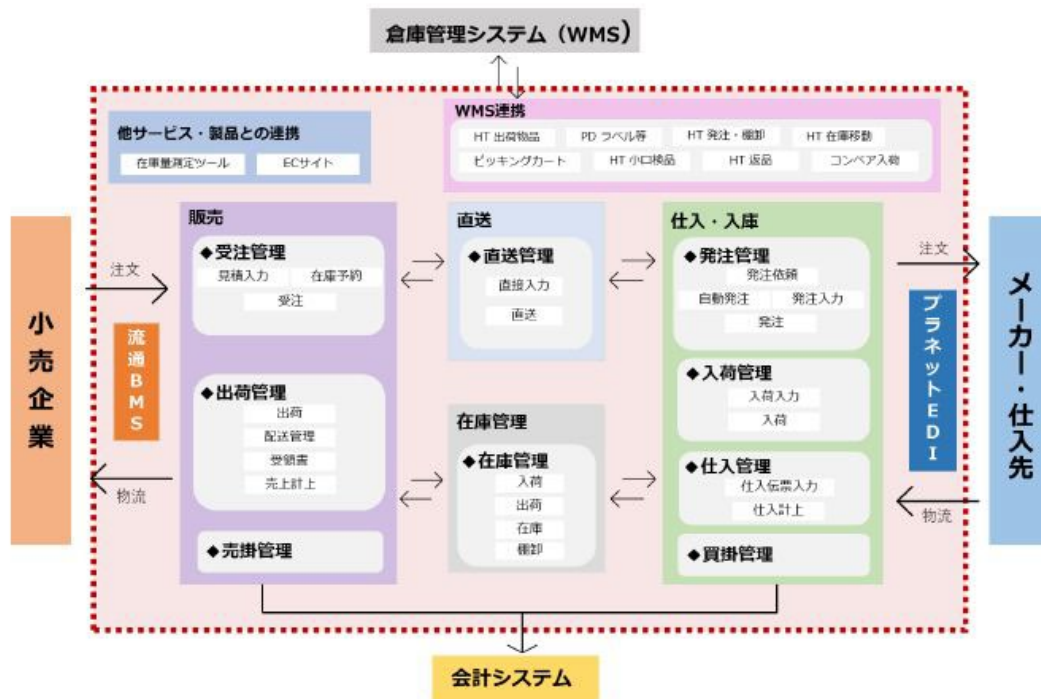 倉庫管理システム（WMS）
他サービス・製品との連携
在庫量測定ツール
ECサイト
WMS連携
HT 出荷物品
PD ラベル等
HT 発注・棚卸
HT 在庫移動
ピッキングカート
HT 小口検品
HT 返品
コンベア入荷
小売企業
注文
流通BMS
物流
販売
◆受注管理
見積入力
在庫予約
受注
◆出荷管理
出荷
配送管理
受領書
売上計上
◆売掛管理
直送
◆直送管理
直接入力
直送
在庫管理
◆在庫管理
入荷
出荷
在庫
棚卸
仕入・入庫
◆発注管理
発注依頼
自動発注
発注入力
発注
◆入荷管理
入荷入力
入荷
◆仕入管理
仕入伝票入力
仕入計上
◆買掛管理
注文
プラネットEDI
物流
メーカー・仕入先
会計システム